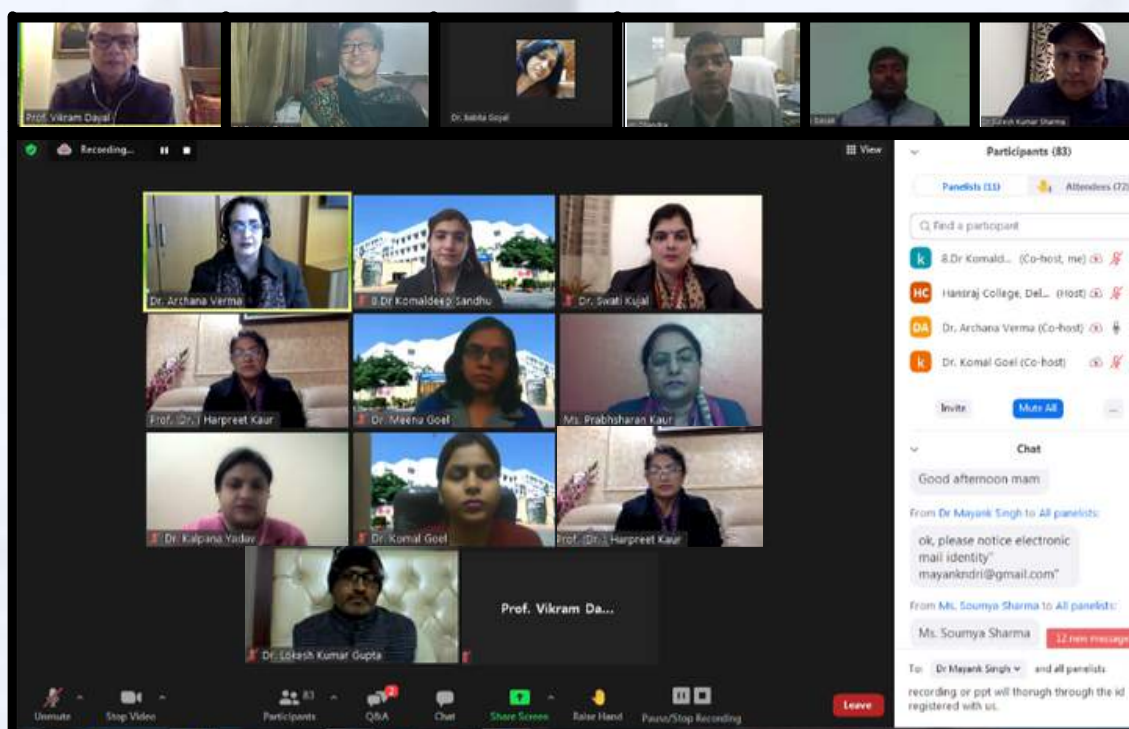 Prof. Vikram Dayal
Dr. Babita Goyal
Chandra
Kumar Sharma
Recording...
View
Participants (83)
Panelists (11)
Attendees (72)
Find a participant
k
8.Dr Komald... (Co-host, me)
HC
Hansraj College, Del... (Host)
DA
Dr. Archana Verma (Co-host)
k
Dr. Komal Goel (Co-host)
Invite
Mute All
...
Chat
Good afternoon mam
From Dr Mayank Singh to All panelists:
ok, please notice electronic
mail identity"
mayankndri@gmail.com"
From Ms. Soumya Sharma to All panelists:
Ms. Soumya Sharma
12 new message
To: Dr Mayank Singh and all panelists
recording or ppt will thorugh through the id
registered with us.
Dr. Archana Verma
8.Dr Komaldeep Sandhu
Dr. Swati Kujal
Prof. (Dr.) Harpreet Kaur
Dr. Meenu Goel
Ms. Prabhsharan Kaur
Dr. Kalpana Yadav
Dr. Komal Goel
Prof. (Dr.) Harpreet Kaur
Dr. Lokesh Kumar Gupta
Prof. Vikram Da...
Unmute
Stop Video
83
Participants
2
Q&A
Chat
Share Screen
Raise Hand
Pause/Stop Recording
Leave